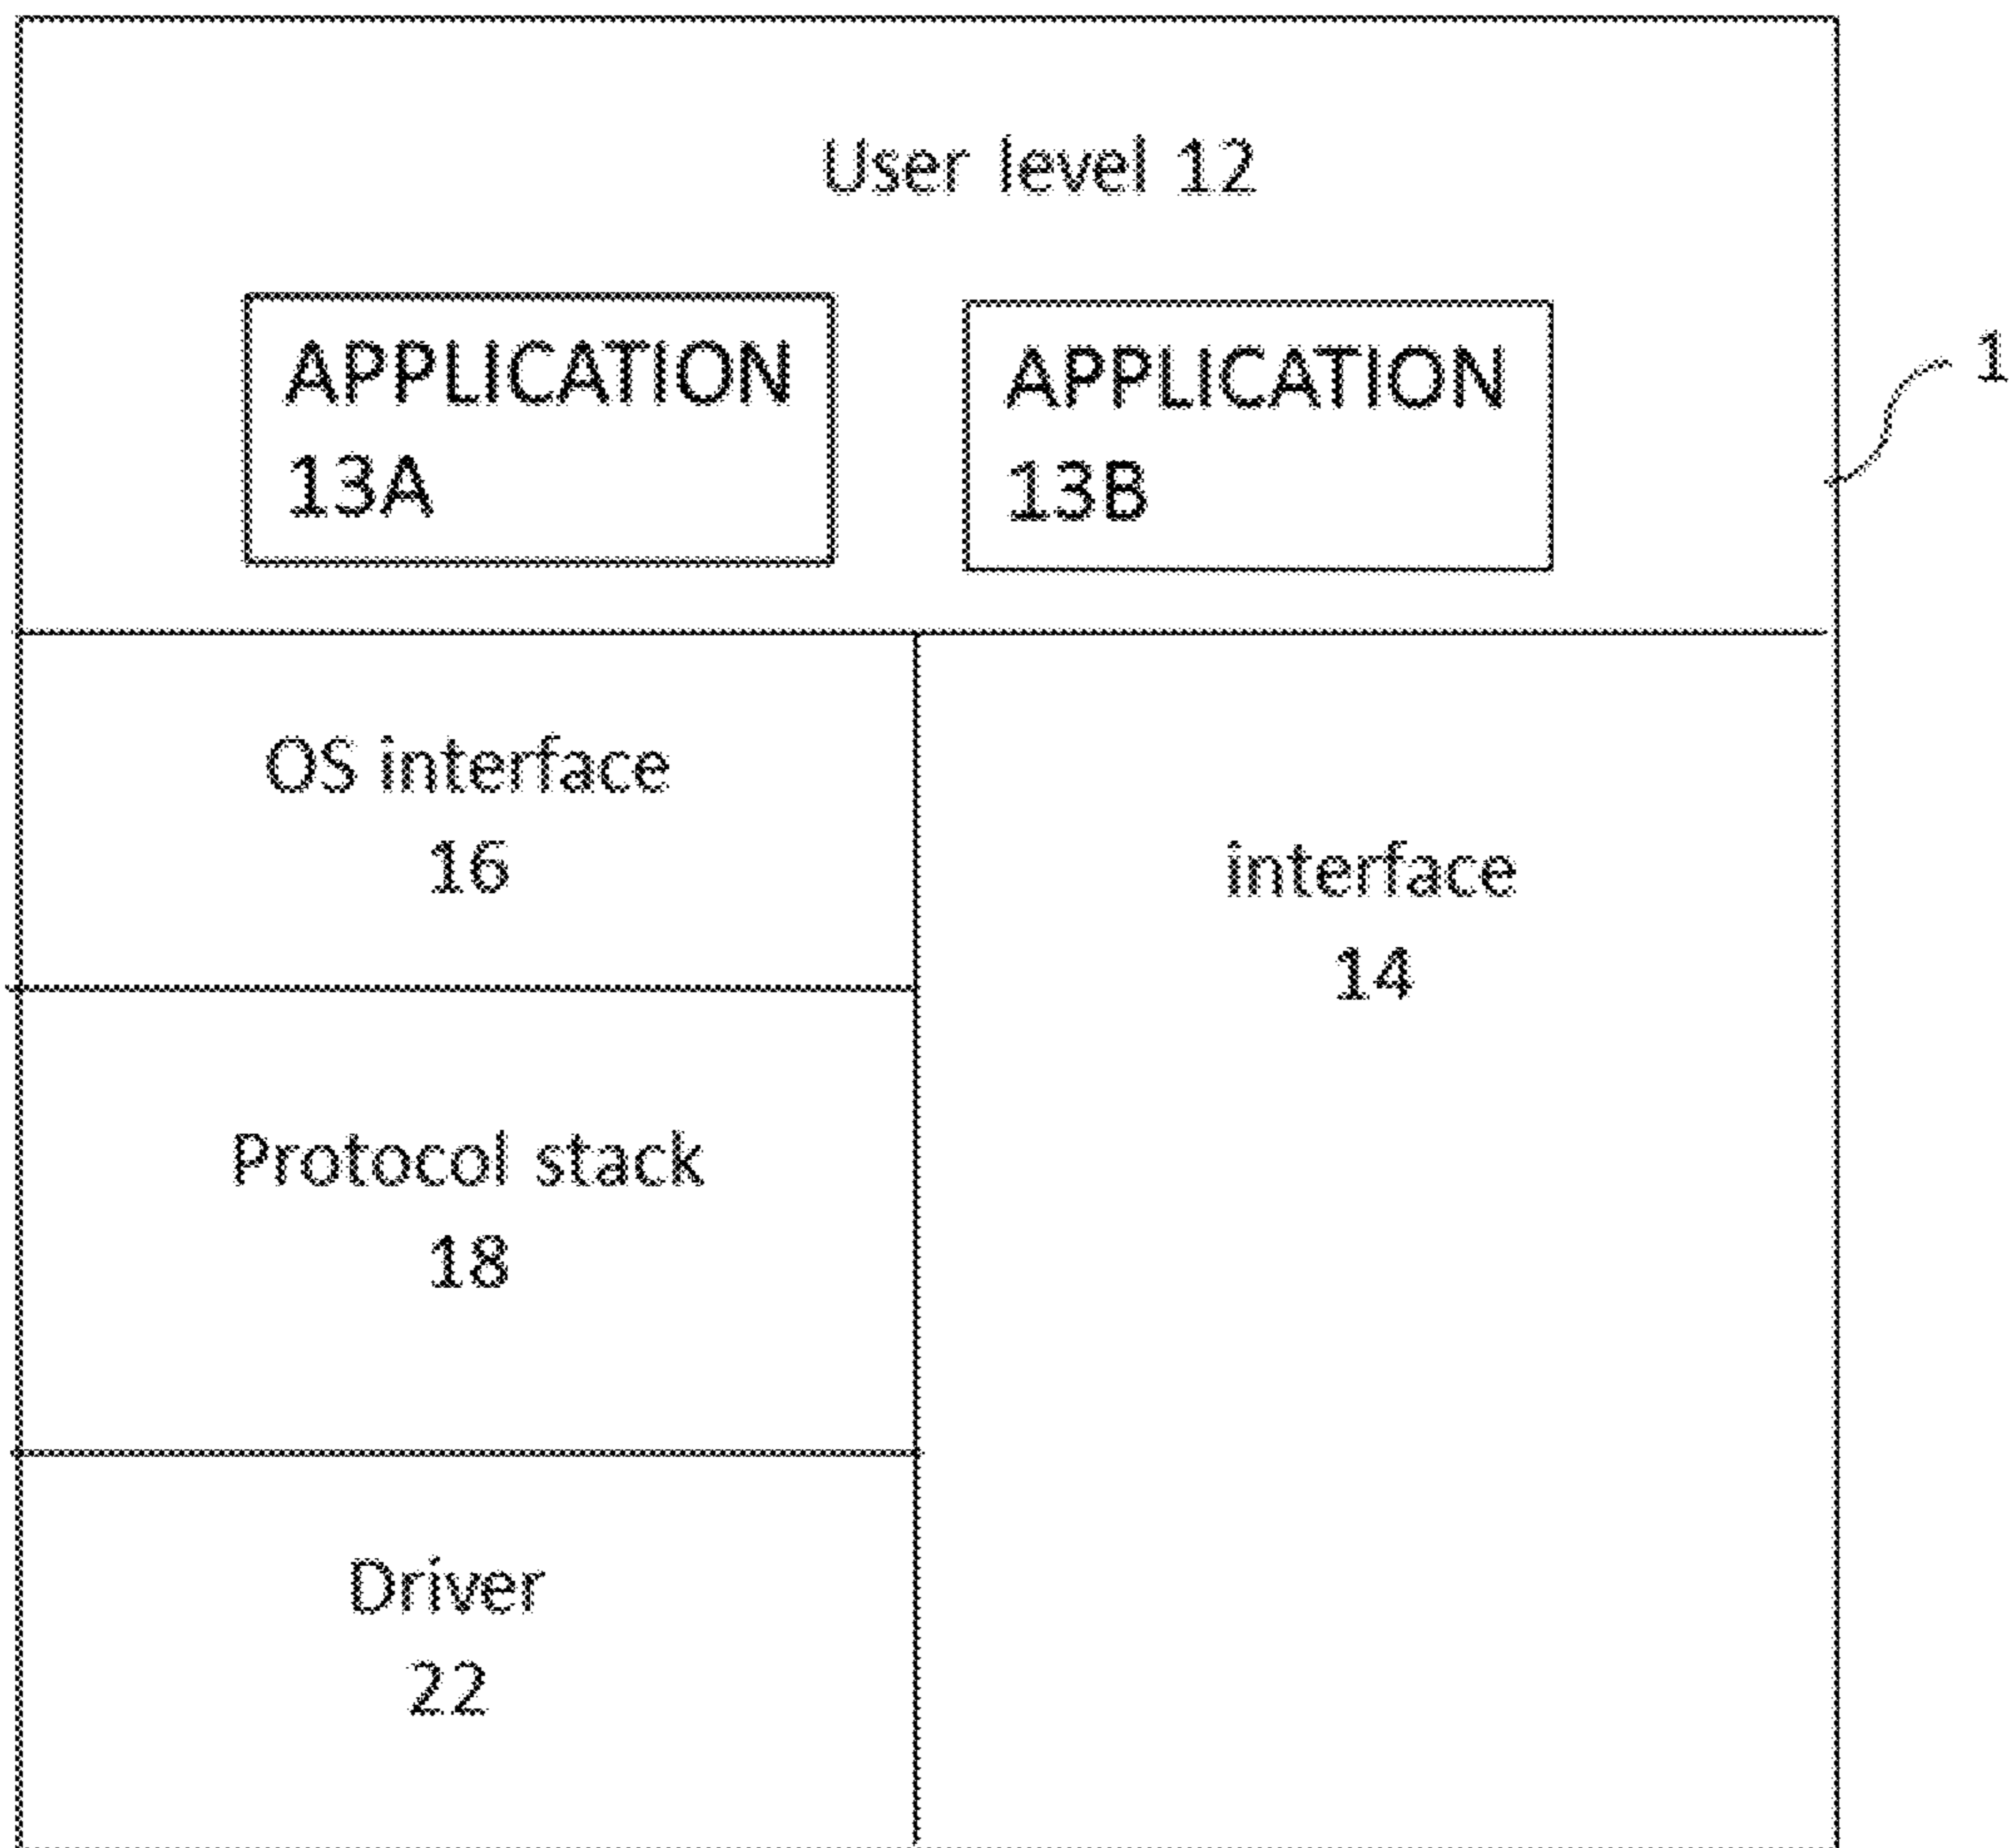 User level 12
APPLICATION
13A
APPLICATION
13B
1
OS interface
16
interface
14
Protocol stack
18
Driver
22